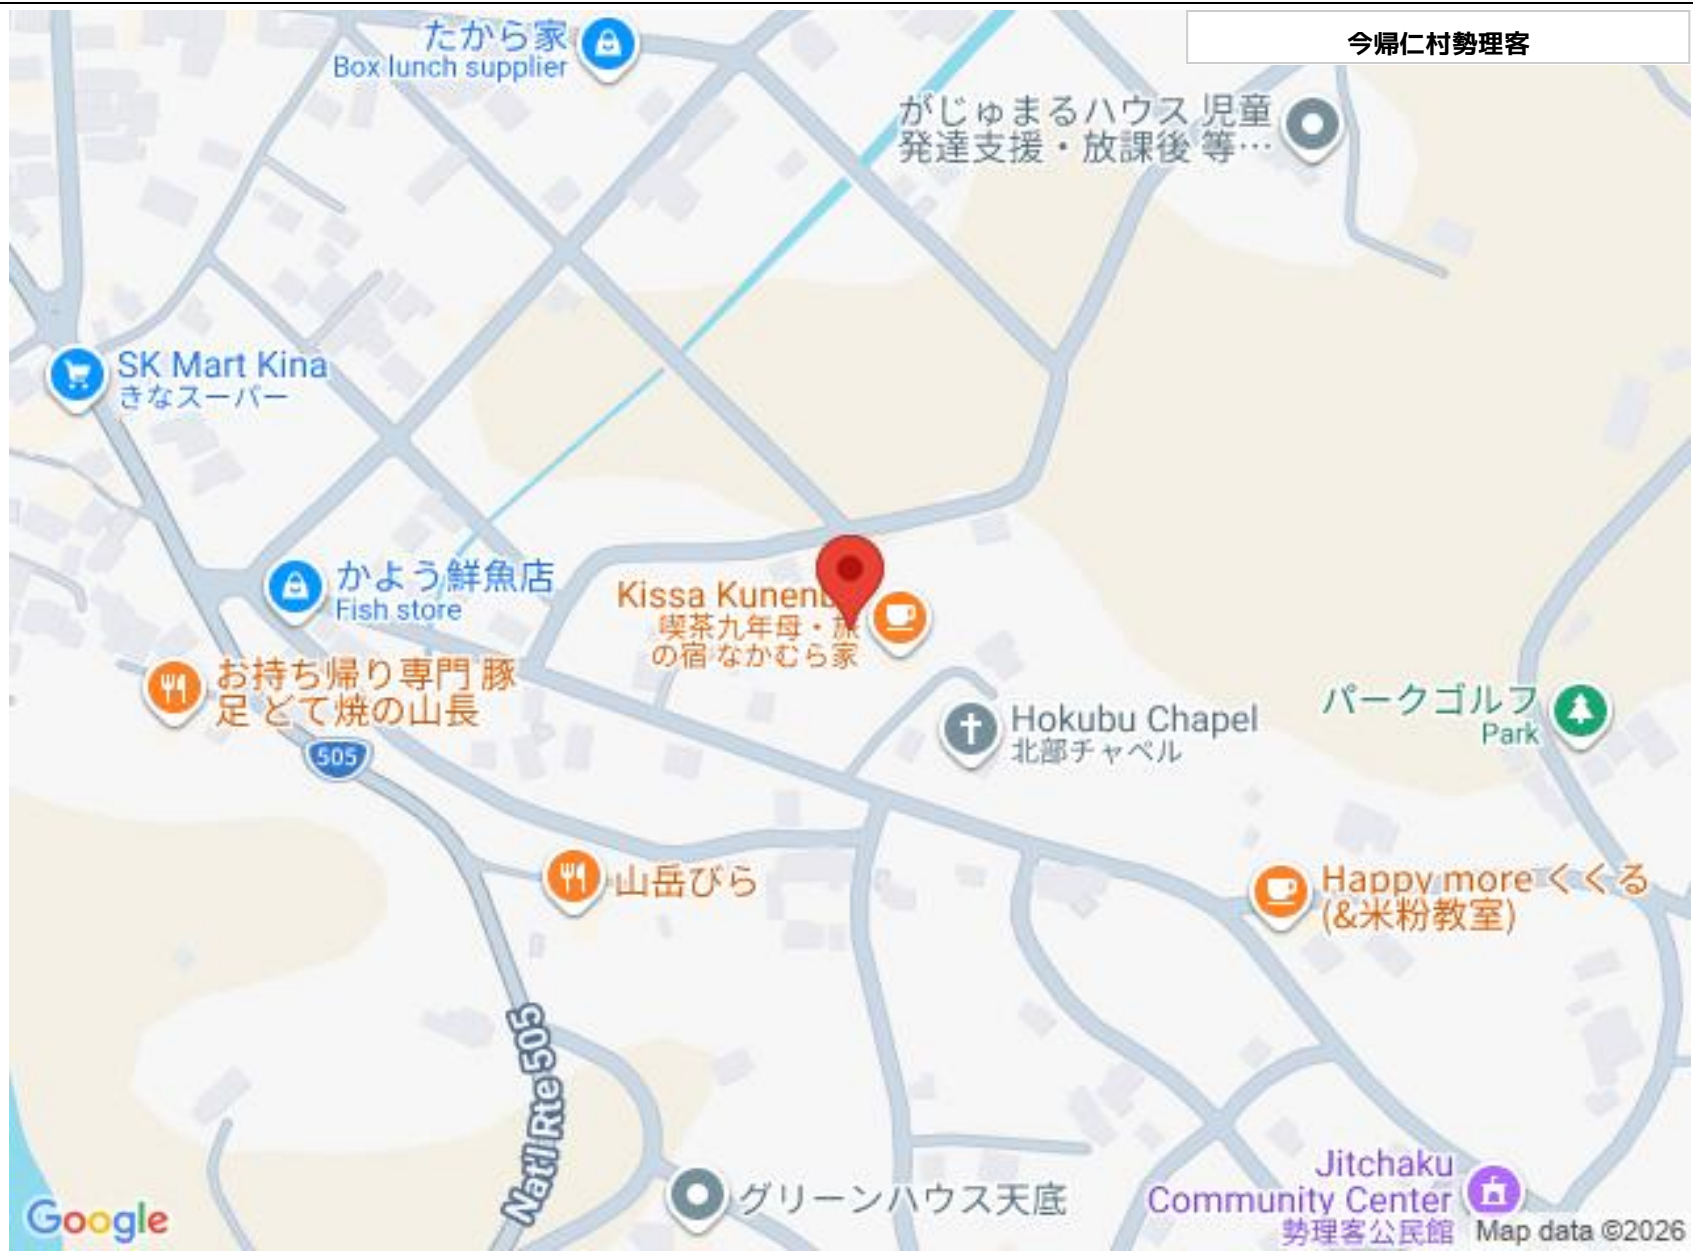 今帰仁村勢理客
たから家
Box lunch supplier
がじゅまるハウス 児童
発達支援・放課後 等…
SK Mart Kina
きなスーパー
かよう鮮魚店
Fish store
Kissa Kunenb
喫茶九年母・旅
の宿 なかむら家
お持ち帰り専門 豚
足 とて焼の山長
505
Hokubu Chapel
北部チャペル
パークゴルフ
Park
山岳びら
Happy more くくる
(&米粉教室)
Nat'l Rte 505
グリーンハウス天底
Jitchaku
Community Center
勢理客公民館
Google
Map data ©2026